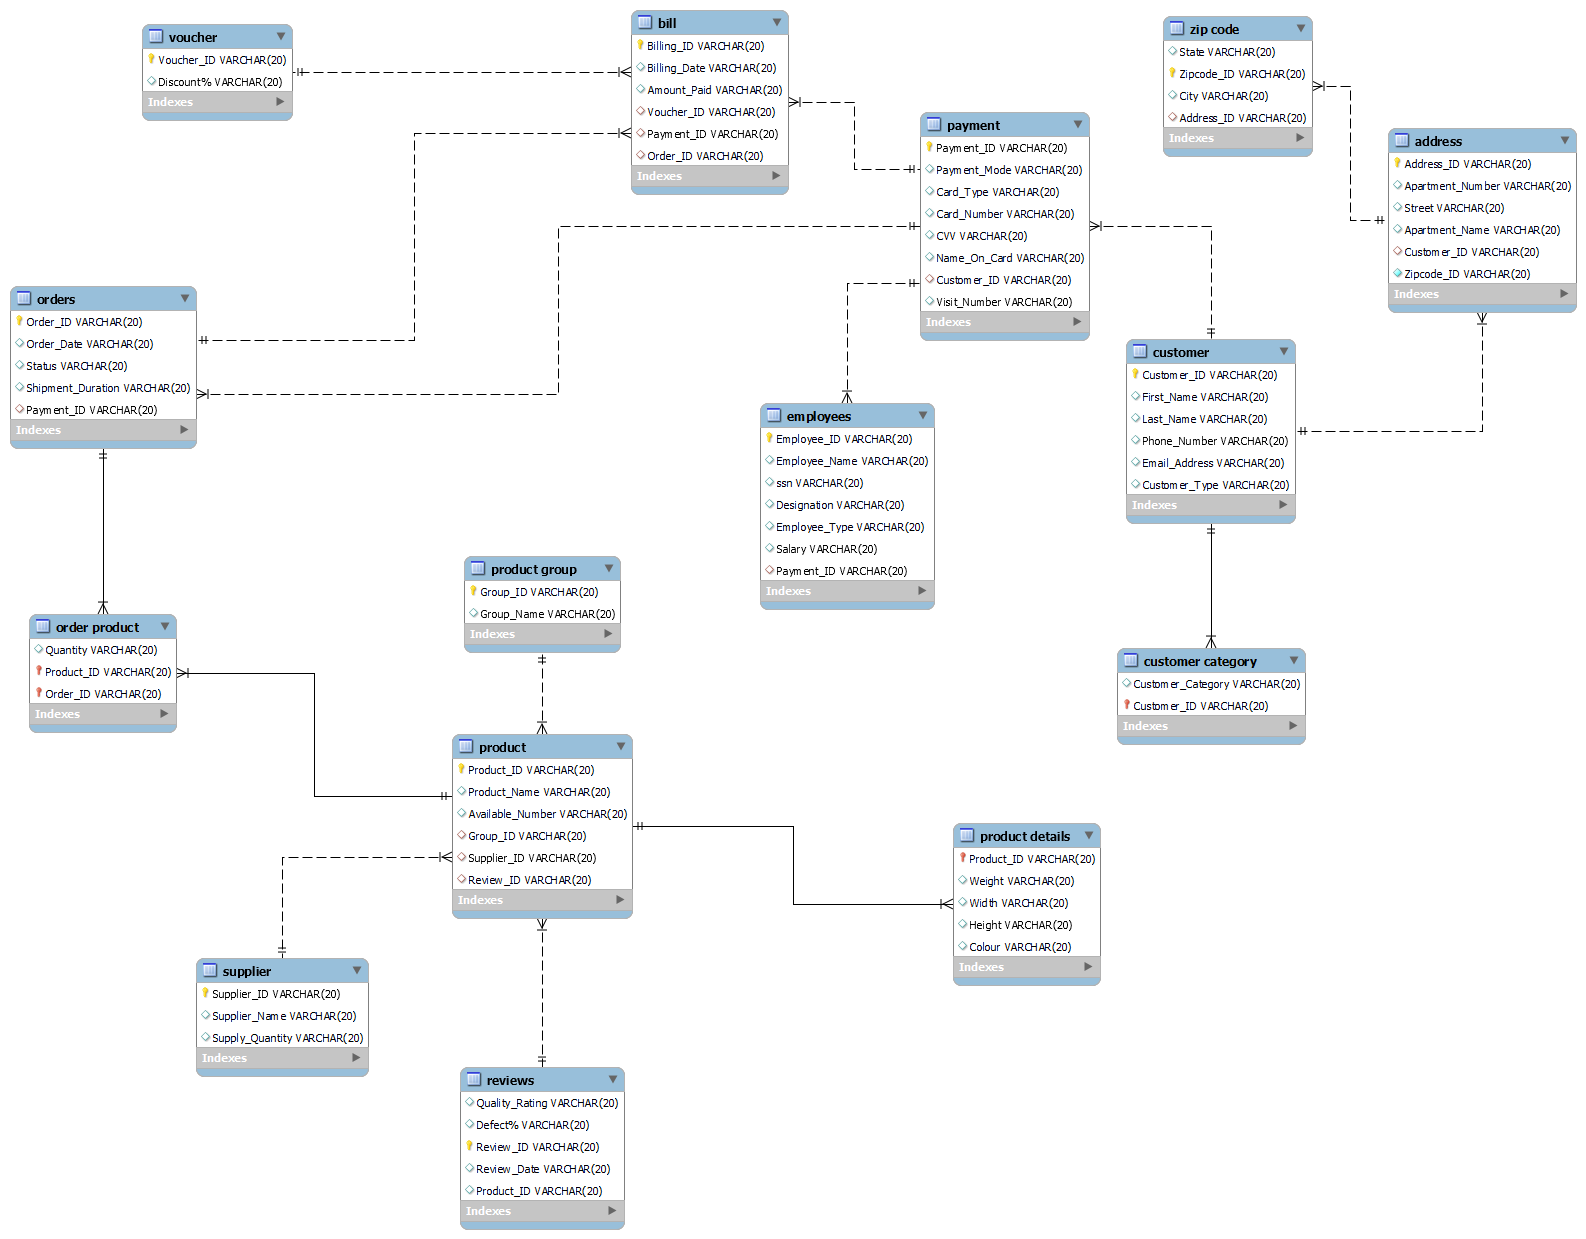 voucher
Voucher_ID VARCHAR(20)
Discount% VARCHAR(20)
Indexes
bill
Billing_ID VARCHAR(20)
Billing_Date VARCHAR(20)
Amount_Paid VARCHAR(20)
Voucher_ID VARCHAR(20)
Payment_ID VARCHAR(20)
Order_ID VARCHAR(20)
Indexes
zip code
State VARCHAR(20)
Zipcode_ID VARCHAR(20)
City VARCHAR(20)
Address_ID VARCHAR(20)
Indexes
payment
Payment_ID VARCHAR(20)
Payment_Mode VARCHAR(20)
Card_Type VARCHAR(20)
Card_Number VARCHAR(20)
CVV VARCHAR(20)
Name_On_Card VARCHAR(20)
Customer_ID VARCHAR(20)
Visit_Number VARCHAR(20)
Indexes
address
Address_ID VARCHAR(20)
Apartment_Number VARCHAR(20)
Street VARCHAR(20)
Apartment_Name VARCHAR(20)
Customer_ID VARCHAR(20)
Zipcode_ID VARCHAR(20)
Indexes
orders
Order_ID VARCHAR(20)
Order_Date VARCHAR(20)
Status VARCHAR(20)
Shipment_Duration VARCHAR(20)
Payment_ID VARCHAR(20)
Indexes
customer
Customer_ID VARCHAR(20)
First_Name VARCHAR(20)
Last_Name VARCHAR(20)
Phone_Number VARCHAR(20)
Email_Address VARCHAR(20)
Customer_Type VARCHAR(20)
Indexes
employees
Employee_ID VARCHAR(20)
Employee_Name VARCHAR(20)
ssn VARCHAR(20)
Designation VARCHAR(20)
Employee_Type VARCHAR(20)
Salary VARCHAR(20)
Payment_ID VARCHAR(20)
Indexes
product group
Group_ID VARCHAR(20)
Group_Name VARCHAR(20)
Indexes
order product
Quantity VARCHAR(20)
Product_ID VARCHAR(20)
Order_ID VARCHAR(20)
Indexes
customer category
Customer_Category VARCHAR(20)
Customer_ID VARCHAR(20)
Indexes
product
Product_ID VARCHAR(20)
Product_Name VARCHAR(20)
Available_Number VARCHAR(20)
Group_ID VARCHAR(20)
Supplier_ID VARCHAR(20)
Review_ID VARCHAR(20)
Indexes
product details
Product_ID VARCHAR(20)
Weight VARCHAR(20)
Width VARCHAR(20)
Height VARCHAR(20)
Colour VARCHAR(20)
Indexes
supplier
Supplier_ID VARCHAR(20)
Supplier_Name VARCHAR(20)
Supply_Quantity VARCHAR(20)
Indexes
reviews
Quality_Rating VARCHAR(20)
Defect% VARCHAR(20)
Review_ID VARCHAR(20)
Review_Date VARCHAR(20)
Product_ID VARCHAR(20)
Indexes